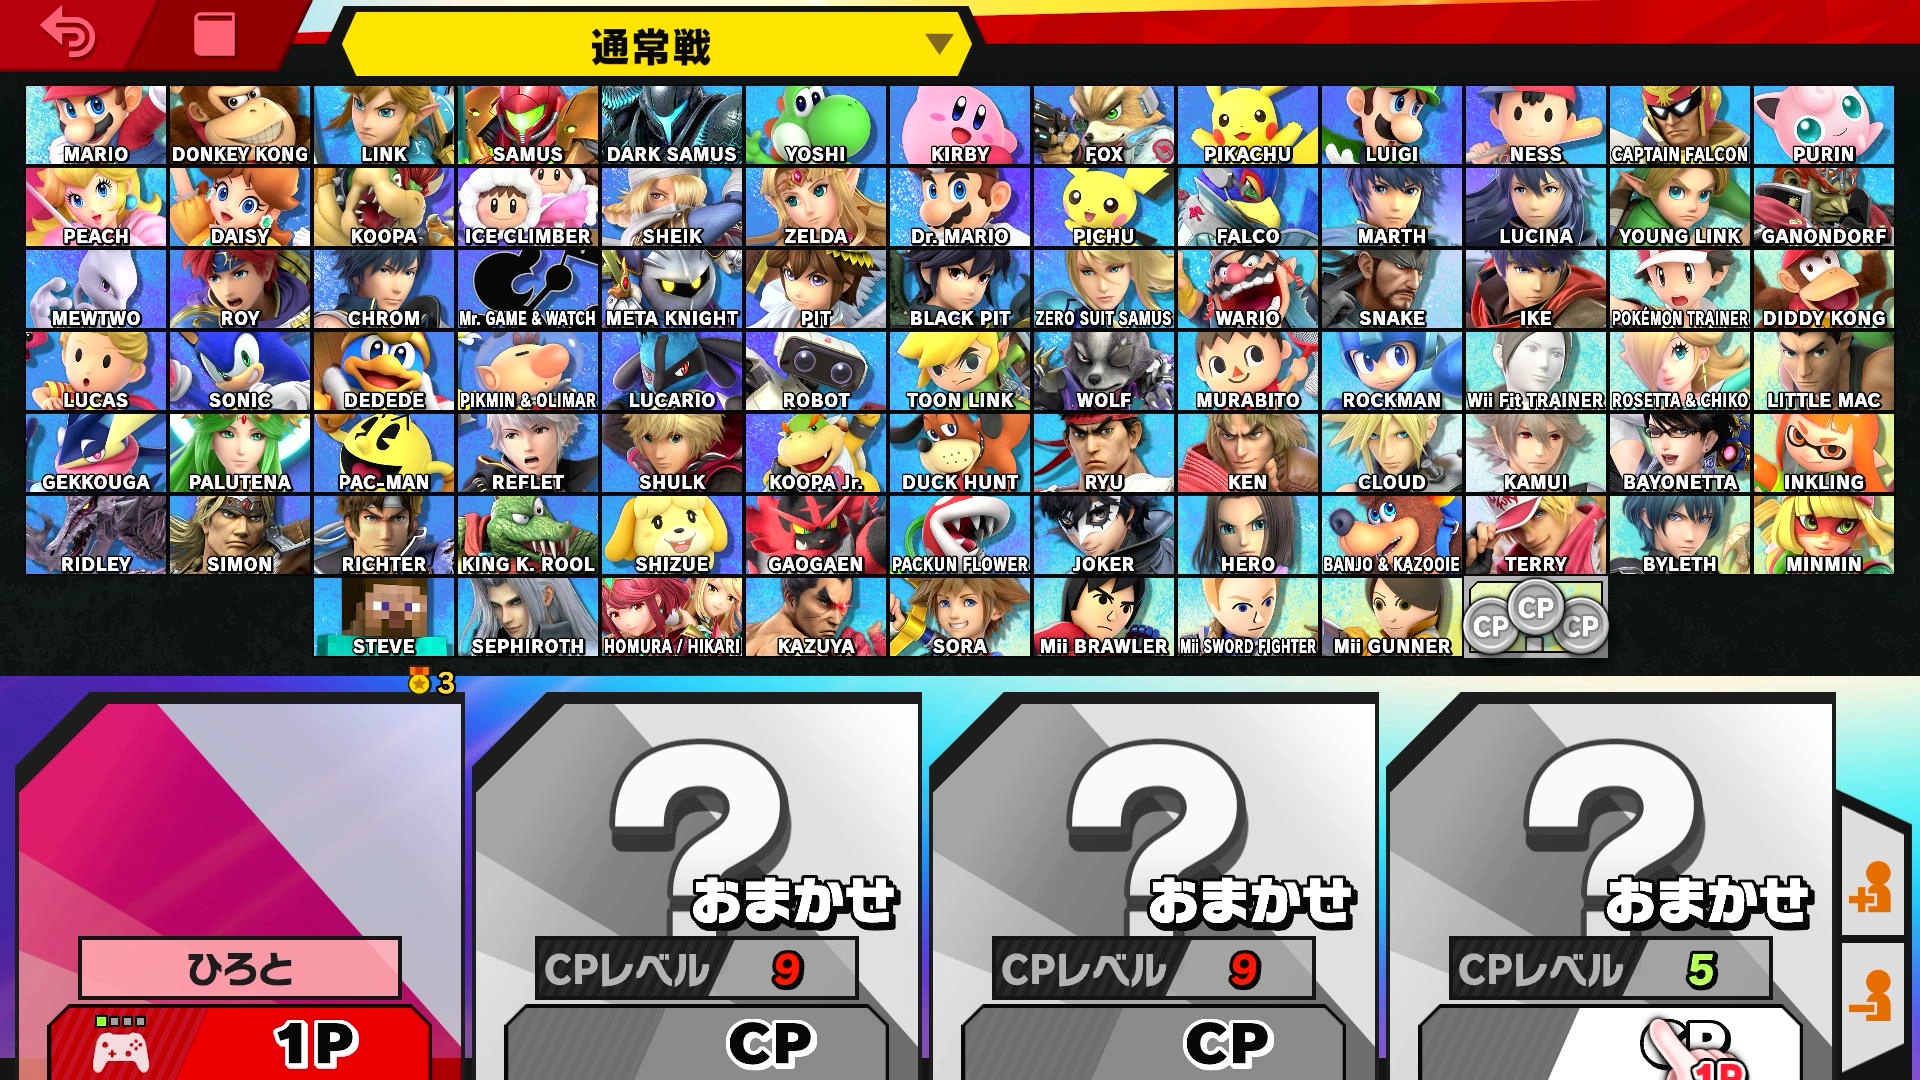 通常戦
MARIO
DONKEY KONG
LINK
SAMUS
DARK SAMUS
YOSHI
KIRBY
FOX
PIKACHU
LUIGI
NESS
CAPTAIN FALCON
PURIN
PEACH
DAISY
KOOPA
ICE CLIMBER
SHEIK
ZELDA
Dr. MARIO
PICHU
FALCO
MARTH
LUCINA
YOUNG LINK
GANONDORF
MEWTWO
ROY
CHROM
Mr. GAME & WATCH
META KNIGHT
PIT
BLACK PIT
ZERO SUIT SAMUS
WARIO
SNAKE
IKE
POKÉMON TRAINER
DIDDY KONG
LUCAS
SONIC
DEDEDE
PIKMIN & OLIMAR
LUCARIO
ROBOT
TOON LINK
WOLF
MURABITO
ROCKMAN
Wii Fit TRAINER
ROSETTA & CHIKO
LITTLE MAC
GEKKOUGA
PALUTENA
PAC-MAN
REFLET
SHULK
KOOPA Jr.
DUCK HUNT
RYU
KEN
CLOUD
KAMUI
BAYONETTA
INKLING
RIDLEY
SIMON
RICHTER
KING K. ROOL
SHIZUE
GAOGAEN
PACKUN FLOWER
JOKER
HERO
BANJO & KAZOOIE
TERRY
BYLETH
MINMIN
STEVE
SEPHIROTH
HOMURA / HIKARI
KAZUYA
SORA
Mii BRAWLER
Mii SWORD FIGHTER
Mii GUNNER
CP CP CP
3
ひろと
1P
?
おまかせ
CPレベル 9
CP
?
おまかせ
CPレベル 9
CP
?
おまかせ
CPレベル 5
CP
1P